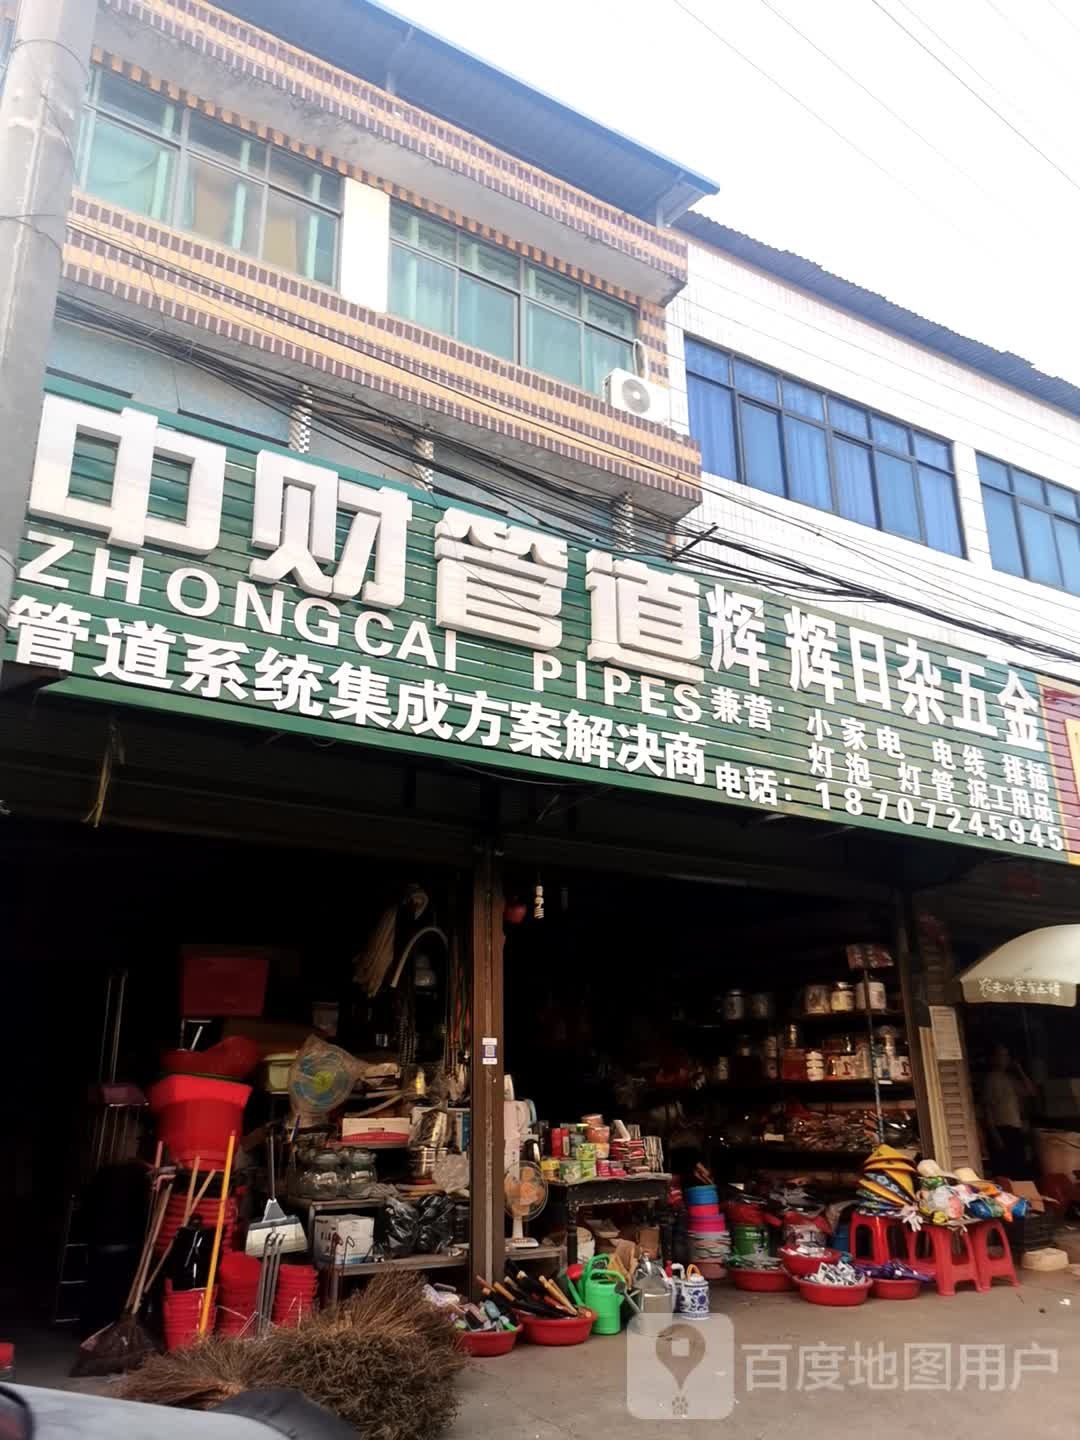 中财管道
ZHONGCAI PIPES
管道系统集成方案解决商
辉辉日杂五金
兼营：小家电 电线 排插
灯泡 灯管 泥工用品
电话：18707245945
百度地图用户